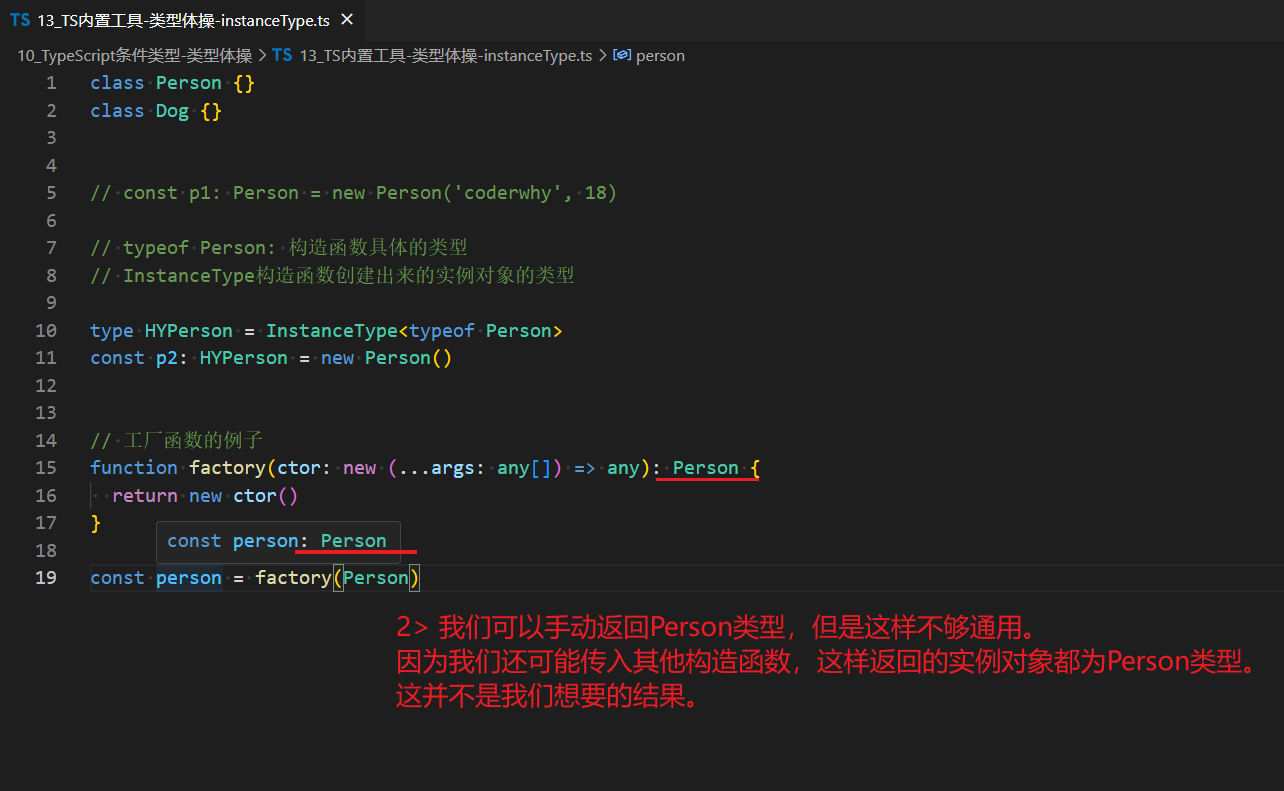 TS 13_TS内置工具-类型体操-instanceType.ts ×
10_TypeScript条件类型-类型体操 > TS 13_TS内置工具-类型体操-instanceType.ts > person
1 class Person {}
2 class Dog {}
3
4
5 // const p1: Person = new Person('coderwhy', 18)
6
7 // typeof Person: 构造函数具体的类型
8 // InstanceType构造函数创建出来的实例对象的类型
9
10 type HYPerson = InstanceType<typeof Person>
11 const p2: HYPerson = new Person()
12
13
14 // 工厂函数的例子
15 function factory(ctor: new (...args: any[]) => any): Person {
16 return new ctor()
17 }
const person: Person
18
19 const person = factory(Person)
2> 我们可以手动返回Person类型，但是这样不够通用。
因为我们还可能传入其他构造函数，这样返回的实例对象都为Person类型。
这并不是我们想要的结果。